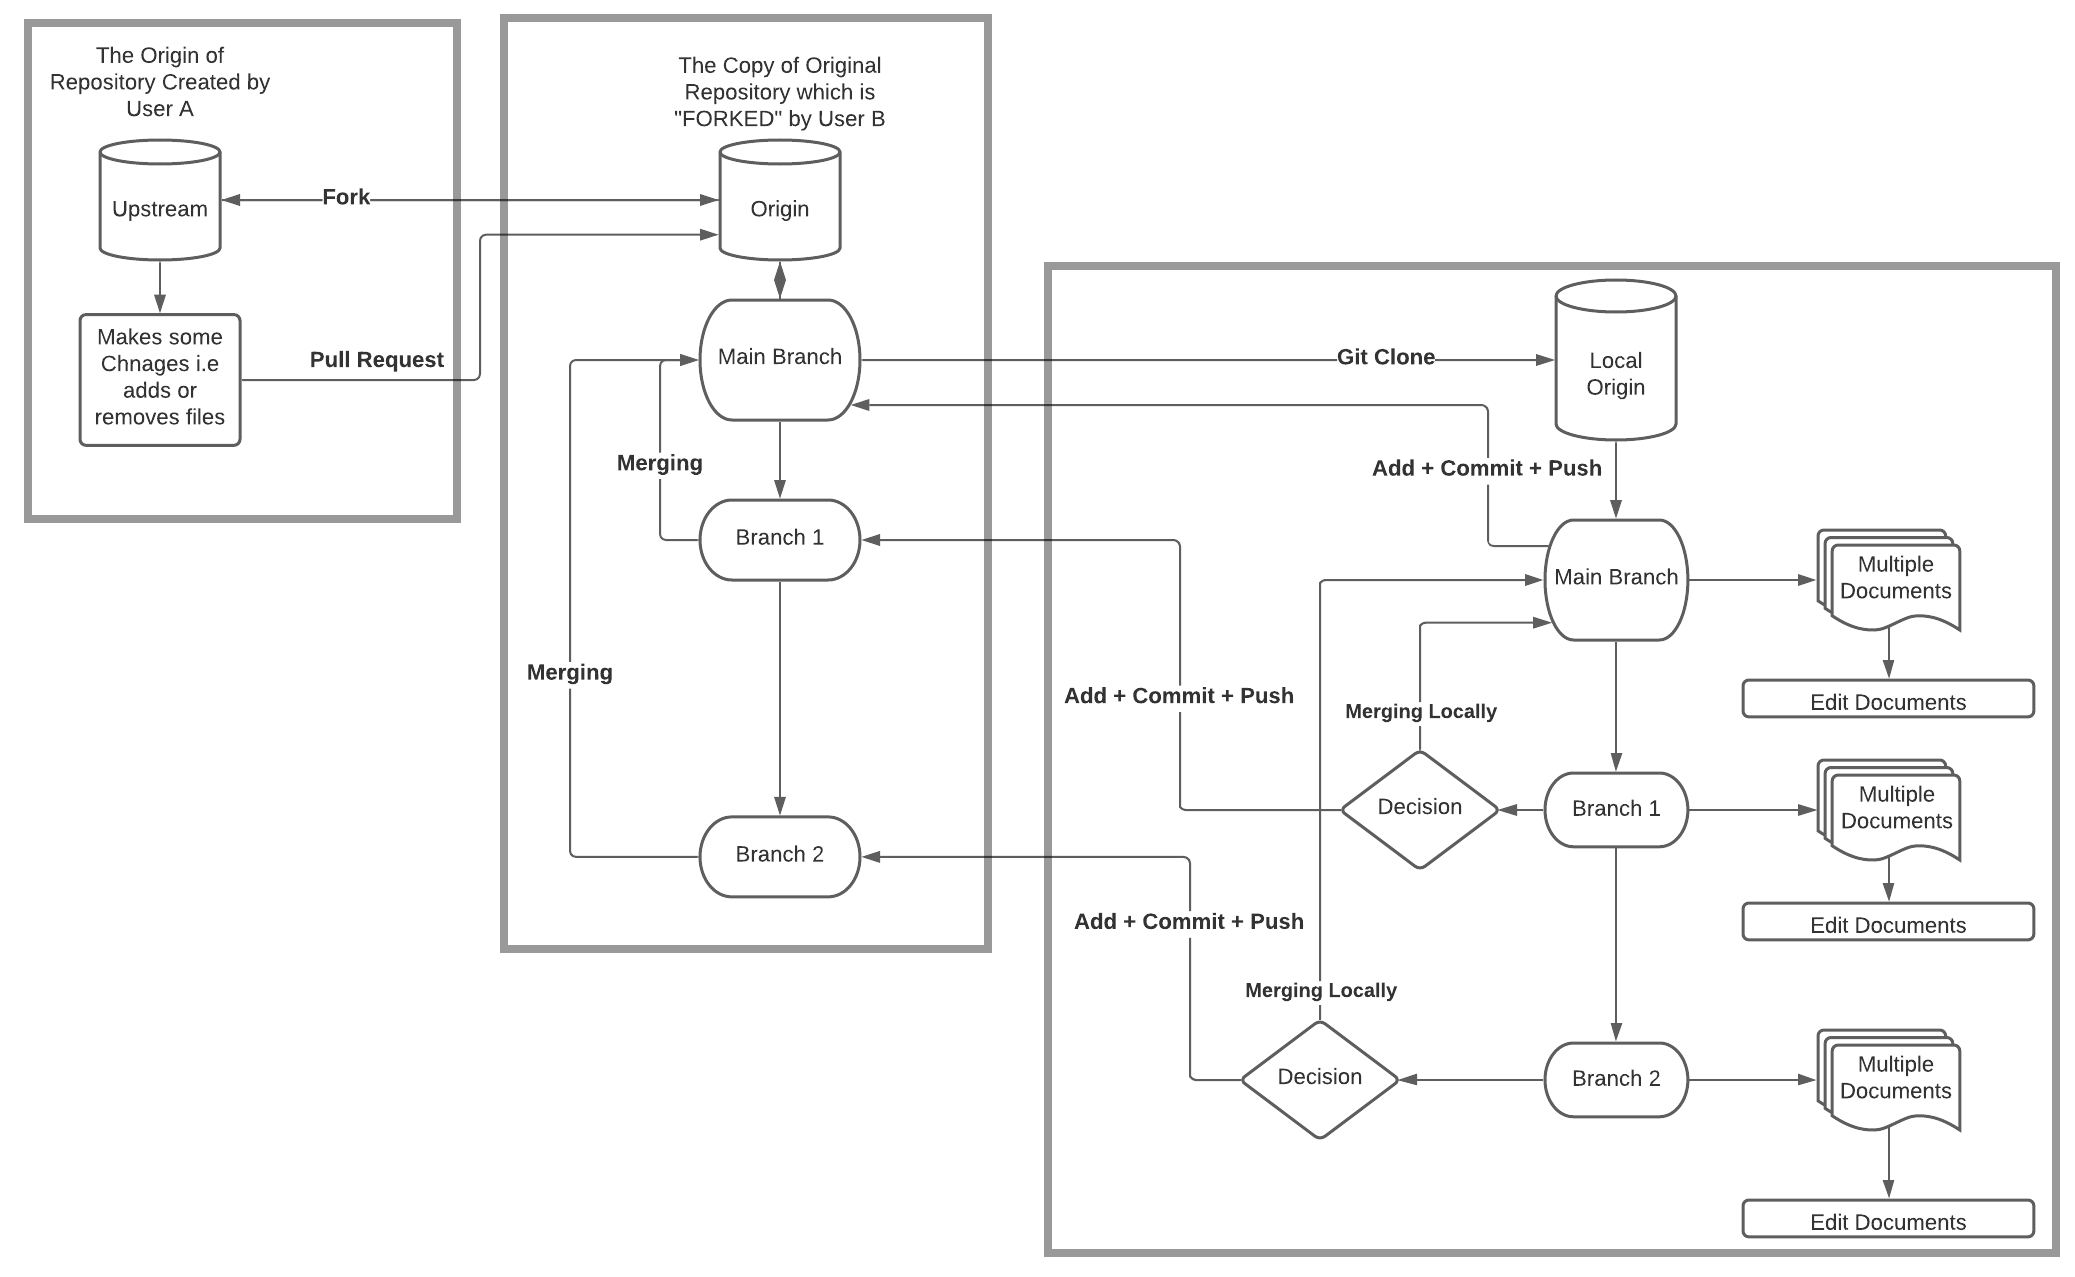 The Origin of
Repository Created by
User A
Upstream
Makes some
Chnages i.e
adds or
removes files
Fork
Pull Request
The Copy of Original
Repository which is
"FORKED" by User B
Origin
Main Branch
Merging
Branch 1
Merging
Branch 2
Git Clone
Local
Origin
Add + Commit + Push
Main Branch
Multiple
Documents
Edit Documents
Add + Commit + Push
Merging Locally
Decision
Branch 1
Multiple
Documents
Edit Documents
Add + Commit + Push
Merging Locally
Decision
Branch 2
Multiple
Documents
Edit Documents